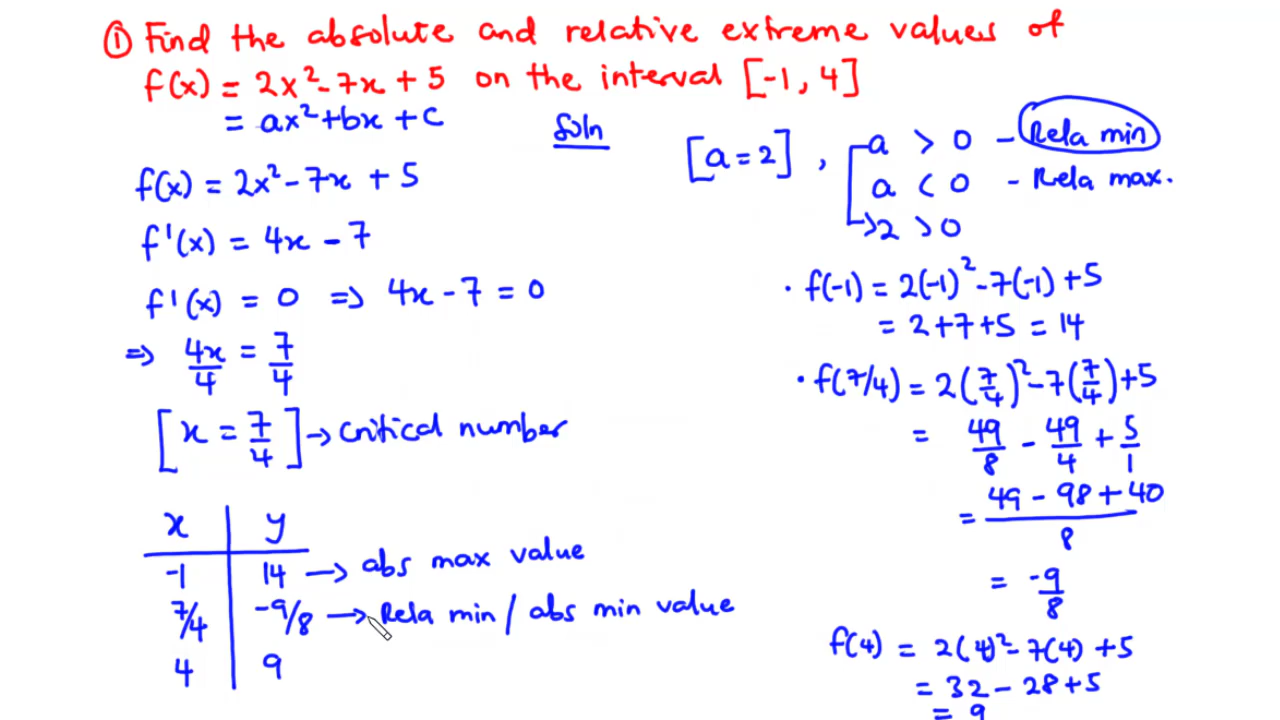 ① Find the absolute and relative extreme values of
f(x) = 2x² - 7x + 5 on the interval [-1, 4]
= ax² + bx + c
Soln
f(x) = 2x² - 7x + 5
f'(x) = 4x - 7
f'(x) = 0 ⇒ 4x - 7 = 0
⇒ 4x/4 = 7/4
[x = 7/4] → critical number
x | y
-1 | 14 → abs max value
7/4 | -9/8 → Rela min / abs min value
4 | 9
[a = 2] , a > 0 - Rela min
a < 0 - Rela max.
→ 2 > 0
· f(-1) = 2(-1)² - 7(-1) + 5
= 2 + 7 + 5 = 14
· f(7/4) = 2(7/4)² - 7(7/4) + 5
= 49/8 - 49/4 + 5/1
= (49 - 98 + 40)/8
= -9/8
f(4) = 2(4)² - 7(4) + 5
= 32 - 28 + 5
= 9